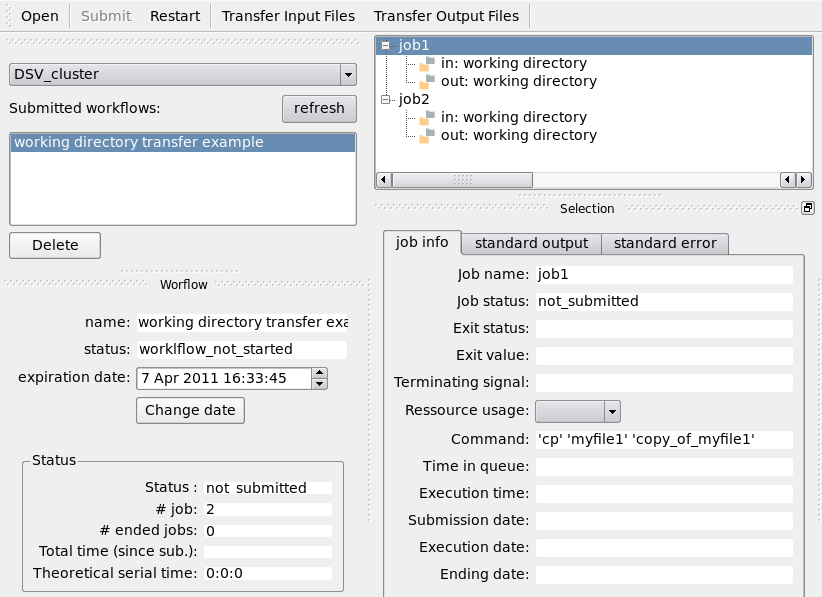 Open Submit Restart Transfer Input Files Transfer Output Files
DSV_cluster
Submitted workflows: refresh
working directory transfer example
Delete
Worflow
name: working directory transfer exa
status: worklflow_not_started
expiration date: 7 Apr 2011 16:33:45
Change date
Status
Status : not_submitted
# job: 2
# ended jobs: 0
Total time (since sub.):
Theoretical serial time: 0:0:0
job1
in: working directory
out: working directory
job2
in: working directory
out: working directory
Selection
job info standard output standard error
Job name: job1
Job status: not_submitted
Exit status:
Exit value:
Terminating signal:
Ressource usage:
Command: 'cp' 'myfile1' 'copy_of_myfile1'
Time in queue:
Execution time:
Submission date:
Execution date:
Ending date: